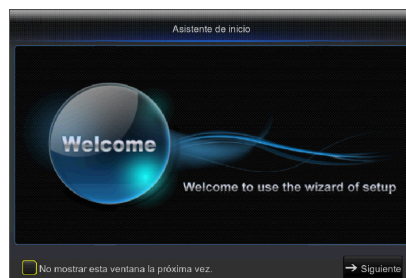 Asistente de inicio
Welcome
Welcome to use the wizard of setup
No mostrar esta ventana la próxima vez.
→ Siguiente